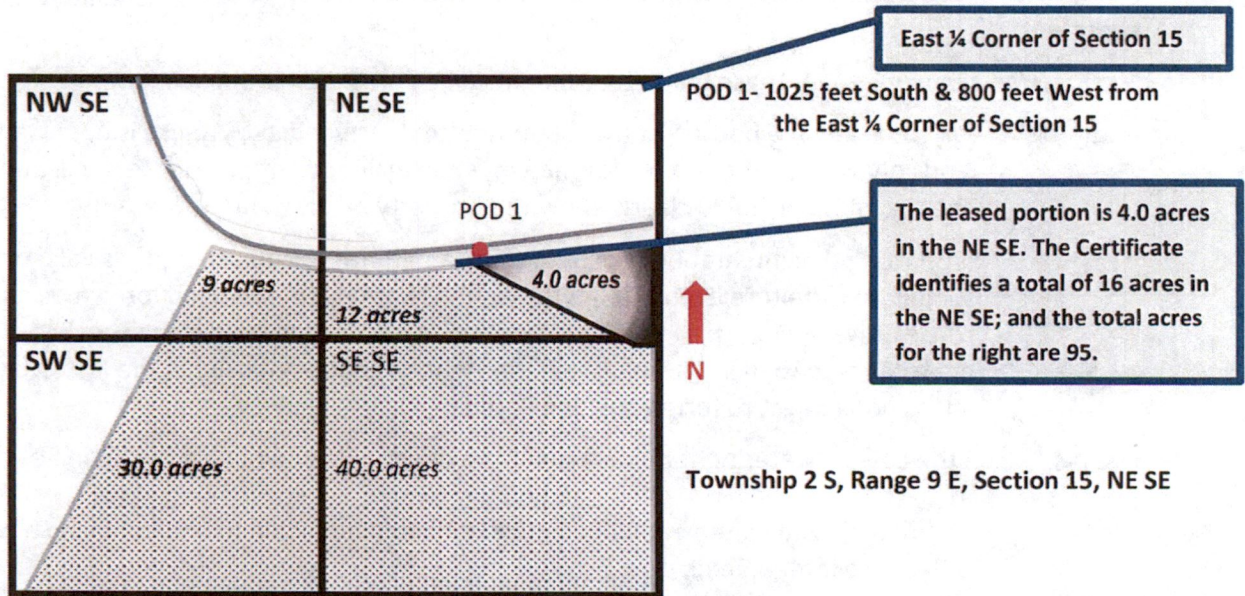 East ¼ Corner of Section 15
NW SE
NE SE
POD 1- 1025 feet South & 800 feet West from
the East ¼ Corner of Section 15
POD 1
The leased portion is 4.0 acres
in the NE SE. The Certificate
identifies a total of 16 acres in
the NE SE; and the total acres
for the right are 95.
9 acres
4.0 acres
12 acres
N
SW SE
SE SE
30.0 acres
40.0 acres
Township 2 S, Range 9 E, Section 15, NE SE